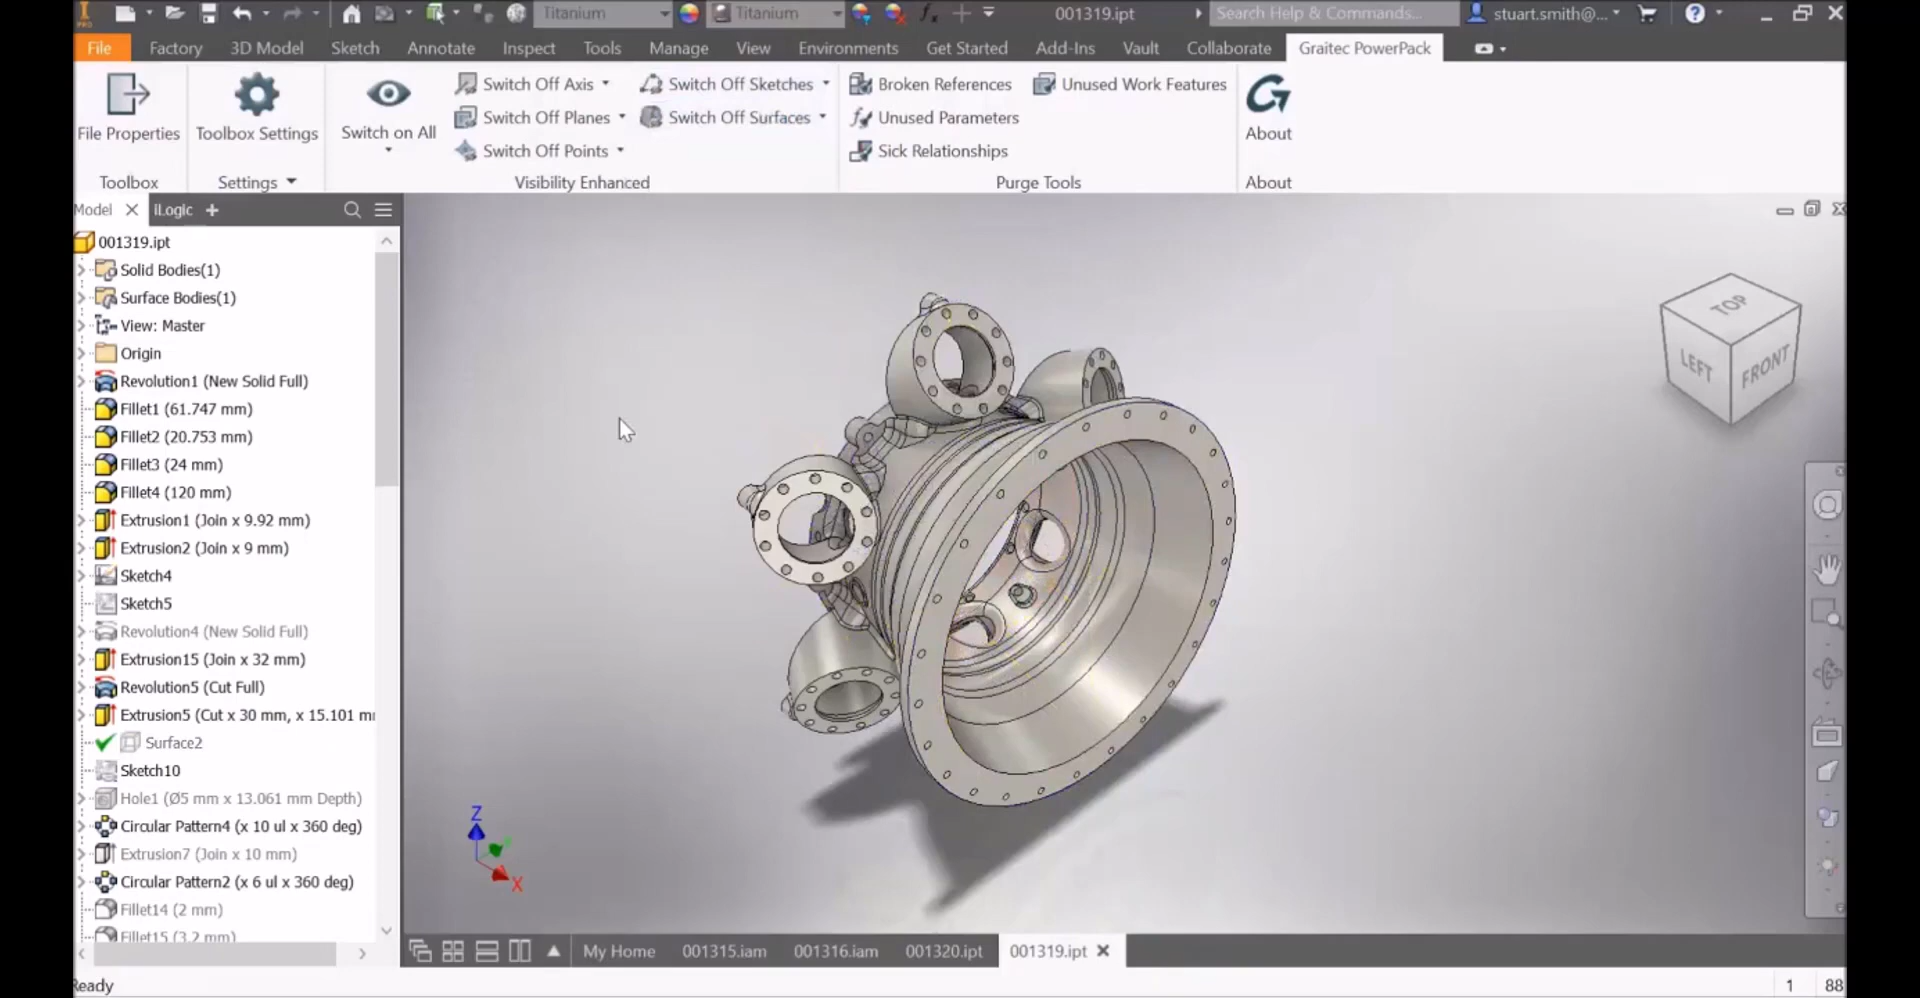 PRO
Titanium
Titanium
fx
001319.ipt
Search Help & Commands...
stuart.smith@...
File
Factory
3D Model
Sketch
Annotate
Inspect
Tools
Manage
View
Environments
Get Started
Add-Ins
Vault
Collaborate
Graitec PowerPack
File Properties
Toolbox Settings
Switch on All
Switch Off Axis
Switch Off Planes
Switch Off Points
Switch Off Sketches
Switch Off Surfaces
Broken References
Unused Parameters
Sick Relationships
Unused Work Features
About
Toolbox
Settings
Visibility Enhanced
Purge Tools
About
Model
iLogic
001319.ipt
Solid Bodies(1)
Surface Bodies(1)
View: Master
Origin
Revolution1 (New Solid Full)
Fillet1 (61.747 mm)
Fillet2 (20.753 mm)
Fillet3 (24 mm)
Fillet4 (120 mm)
Extrusion1 (Join x 9.92 mm)
Extrusion2 (Join x 9 mm)
Sketch4
Sketch5
Revolution4 (New Solid Full)
Extrusion15 (Join x 32 mm)
Revolution5 (Cut Full)
Extrusion5 (Cut x 30 mm, x 15.101 m
Surface2
Sketch10
Hole1 (Ø5 mm x 13.061 mm Depth)
Circular Pattern4 (x 10 ul x 360 deg)
Extrusion7 (Join x 10 mm)
Circular Pattern2 (x 6 ul x 360 deg)
Fillet14 (2 mm)
Fillet15 (3.2 mm)
TOP
LEFT
FRONT
Z
X
My Home
001315.iam
001316.iam
001320.ipt
001319.ipt
Ready
1
88